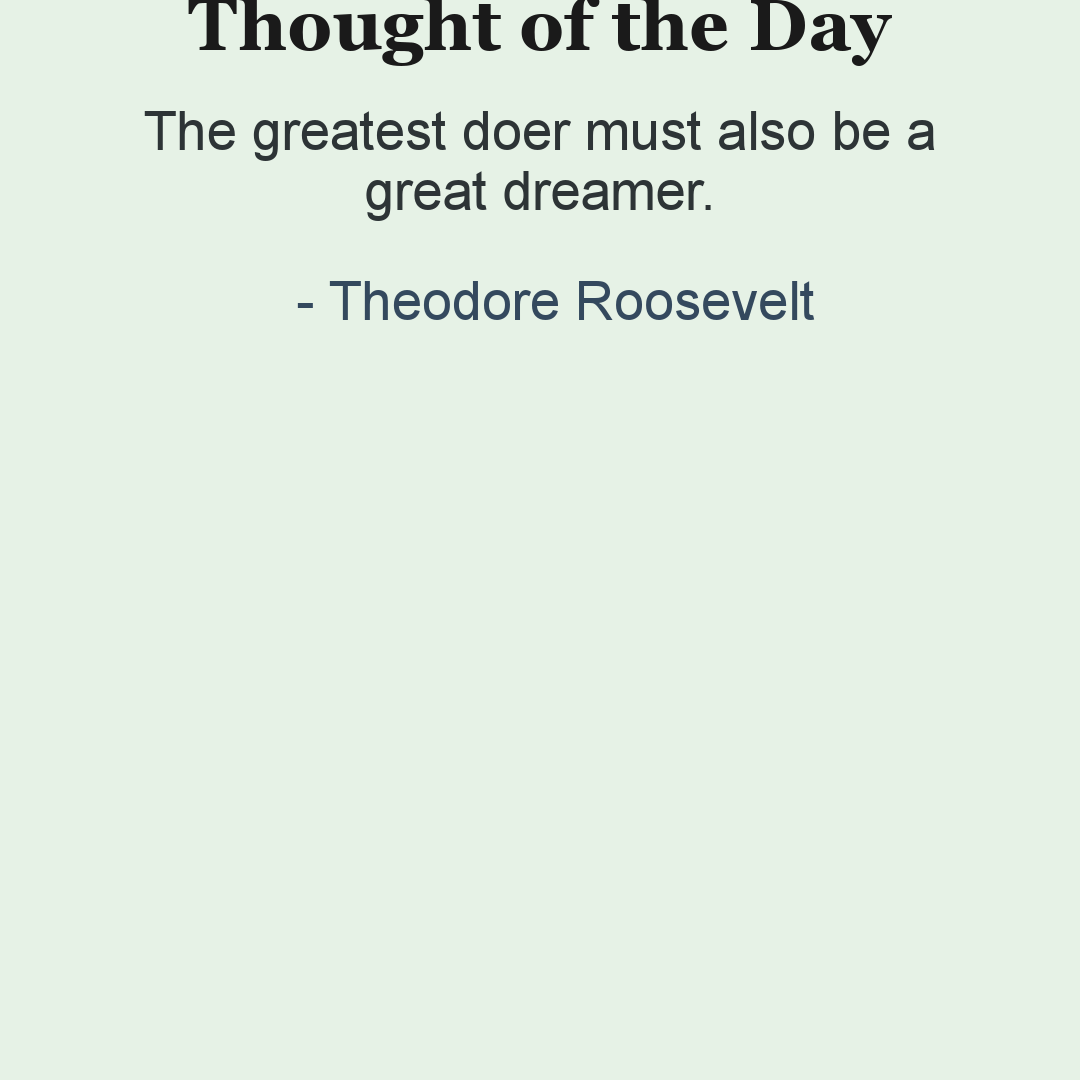 Thought of the Day
The greatest doer must also be a
great dreamer.
- Theodore Roosevelt